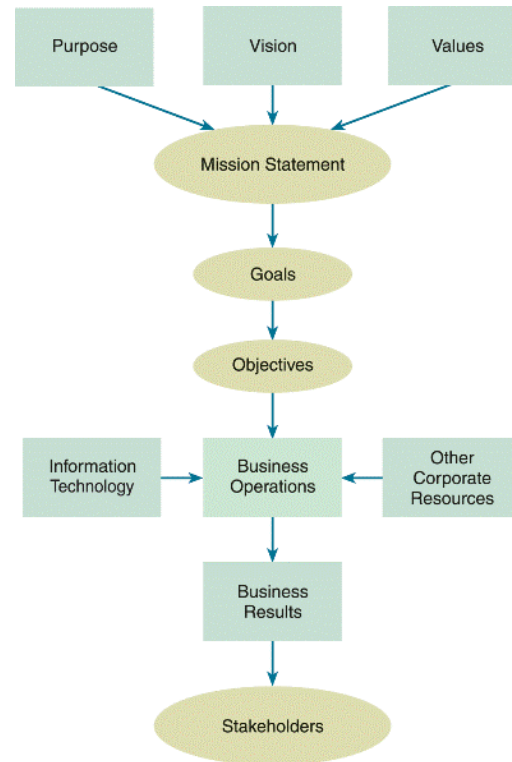 Purpose
Vision
Values
Mission Statement
Goals
Objectives
Information
Technology
Business
Operations
Other
Corporate
Resources
Business
Results
Stakeholders